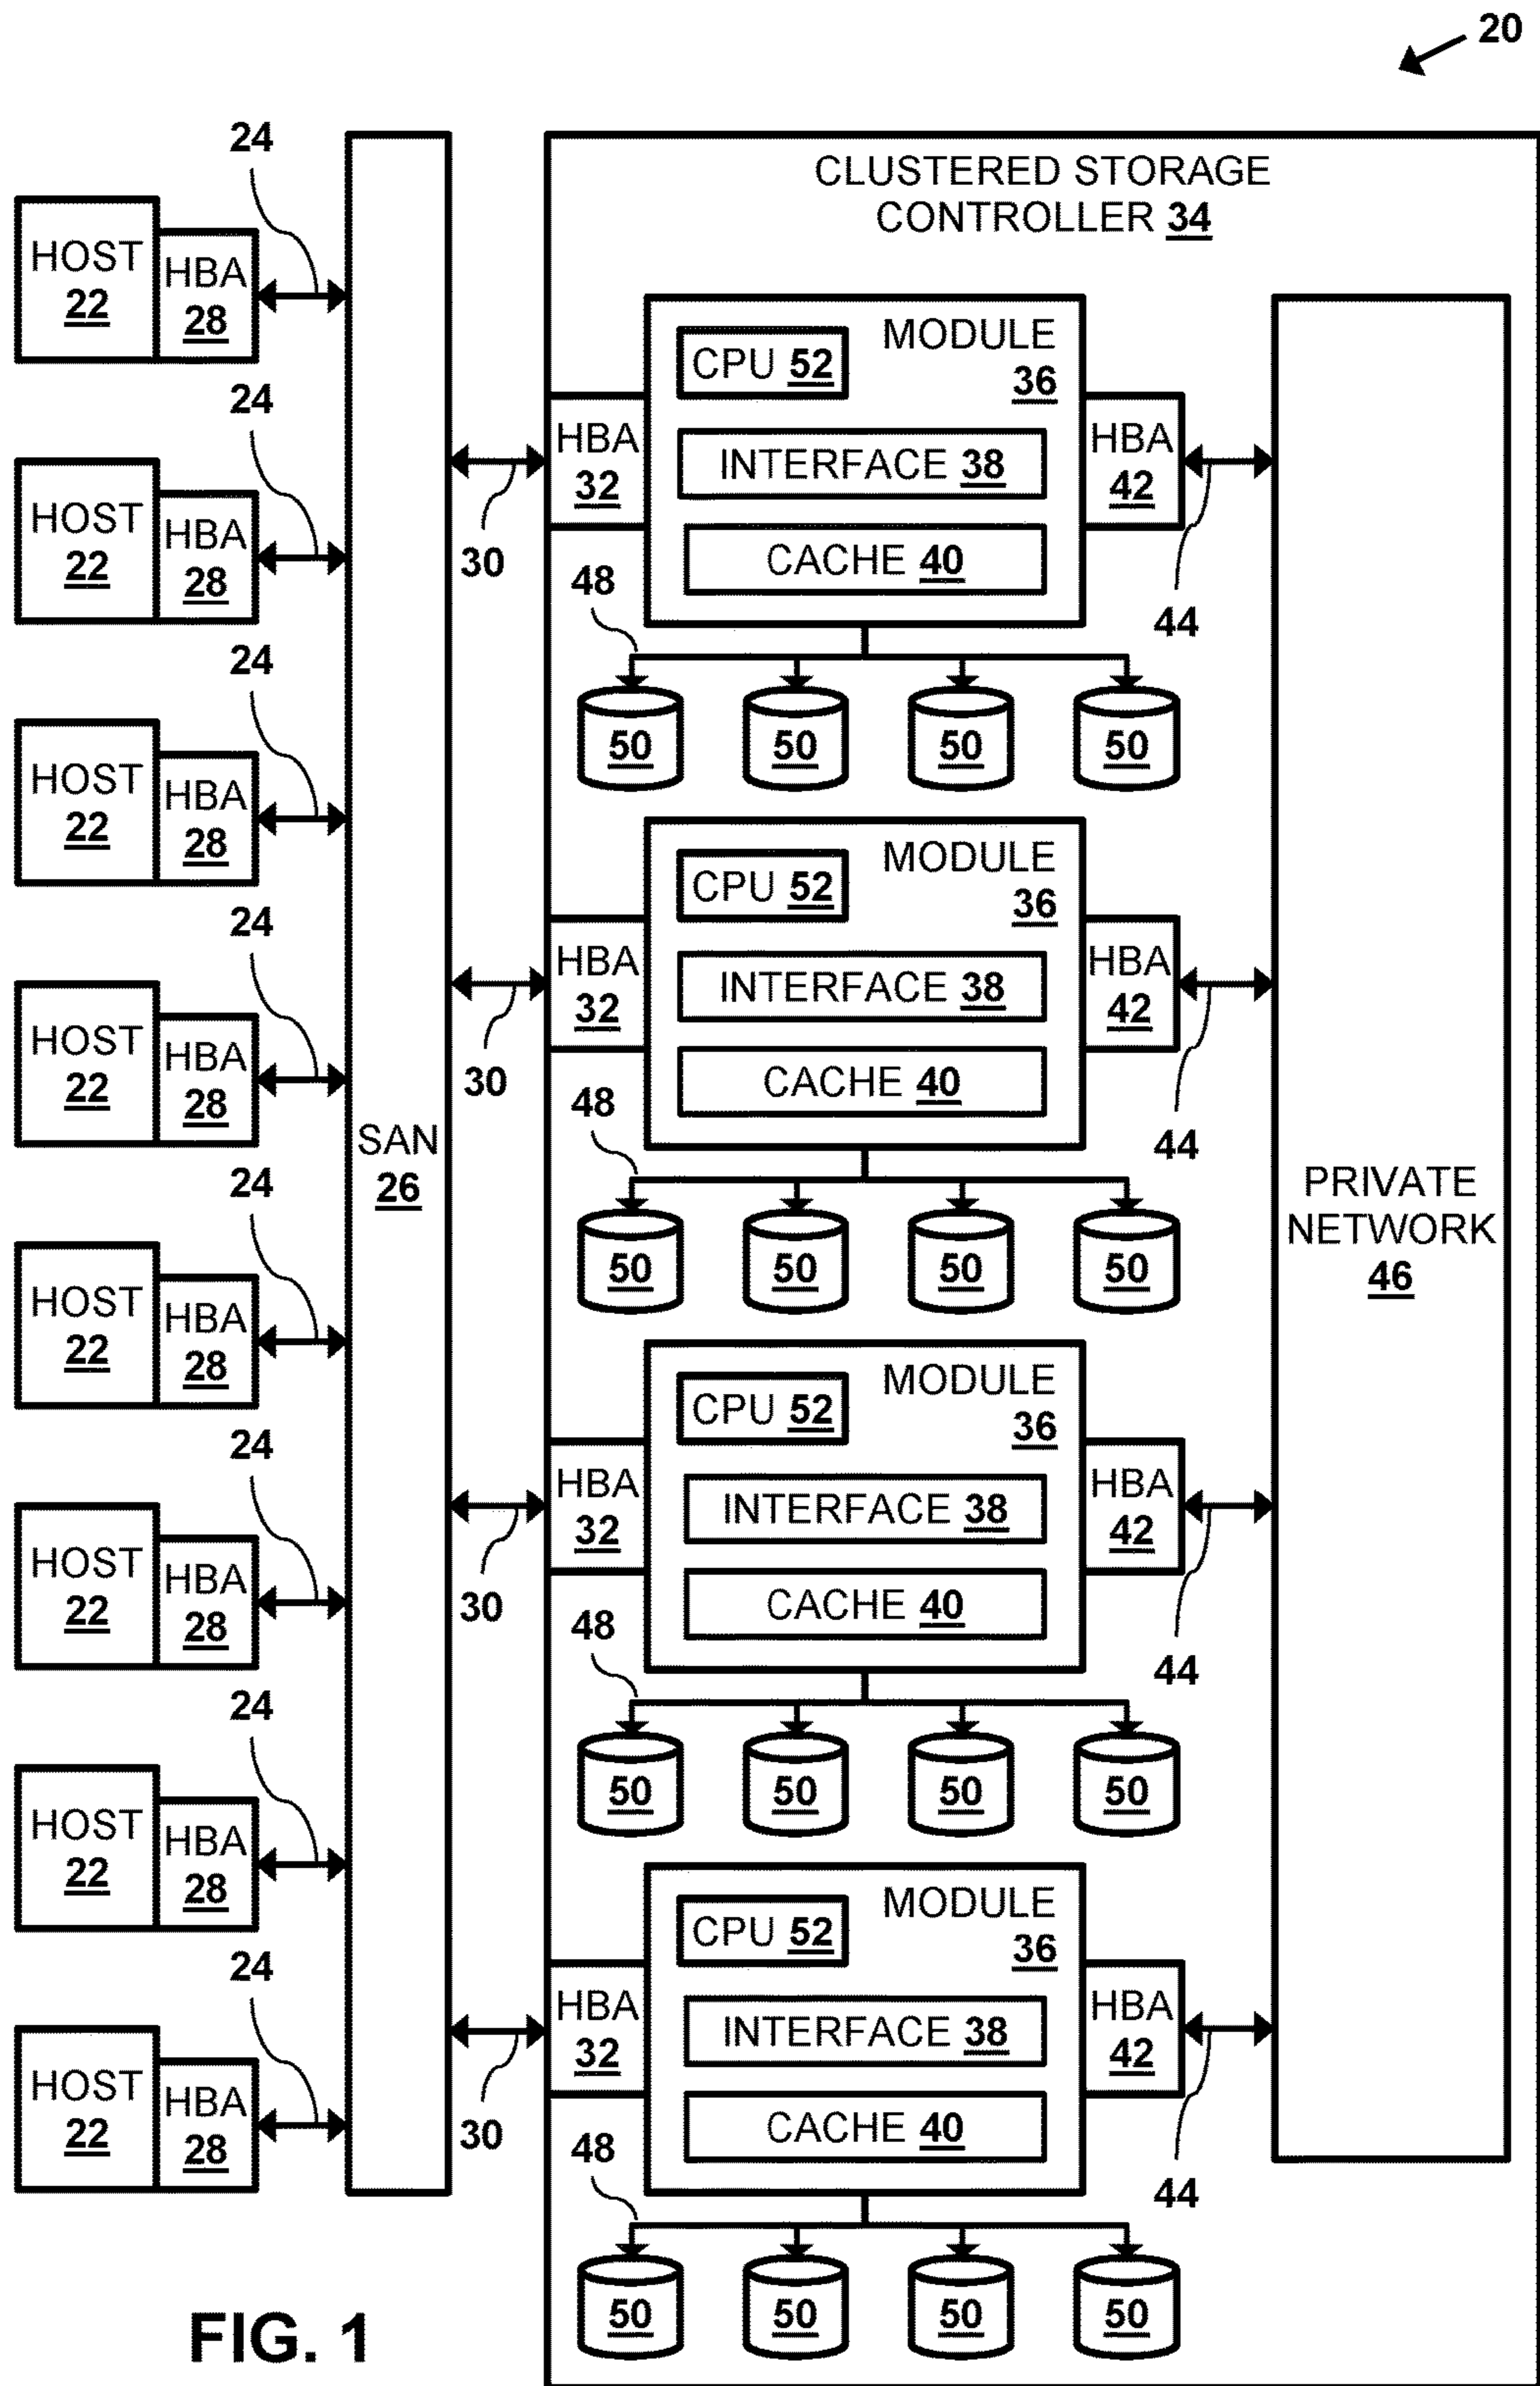 20
24
HOST
22
HBA
28
24
HOST
22
HBA
28
24
HOST
22
HBA
28
24
HOST
22
HBA
28
24
HOST
22
HBA
28
24
HOST
22
HBA
28
24
HOST
22
HBA
28
24
HOST
22
HBA
28
SAN
26
CLUSTERED STORAGE
CONTROLLER 34
30
HBA
32
MODULE
36
CPU 52
INTERFACE 38
CACHE 40
HBA
42
44
48
50 50 50 50
30
HBA
32
MODULE
36
CPU 52
INTERFACE 38
CACHE 40
HBA
42
44
48
50 50 50 50
30
HBA
32
MODULE
36
CPU 52
INTERFACE 38
CACHE 40
HBA
42
44
48
50 50 50 50
30
HBA
32
MODULE
36
CPU 52
INTERFACE 38
CACHE 40
HBA
42
44
48
50 50 50 50
PRIVATE
NETWORK
46
FIG. 1